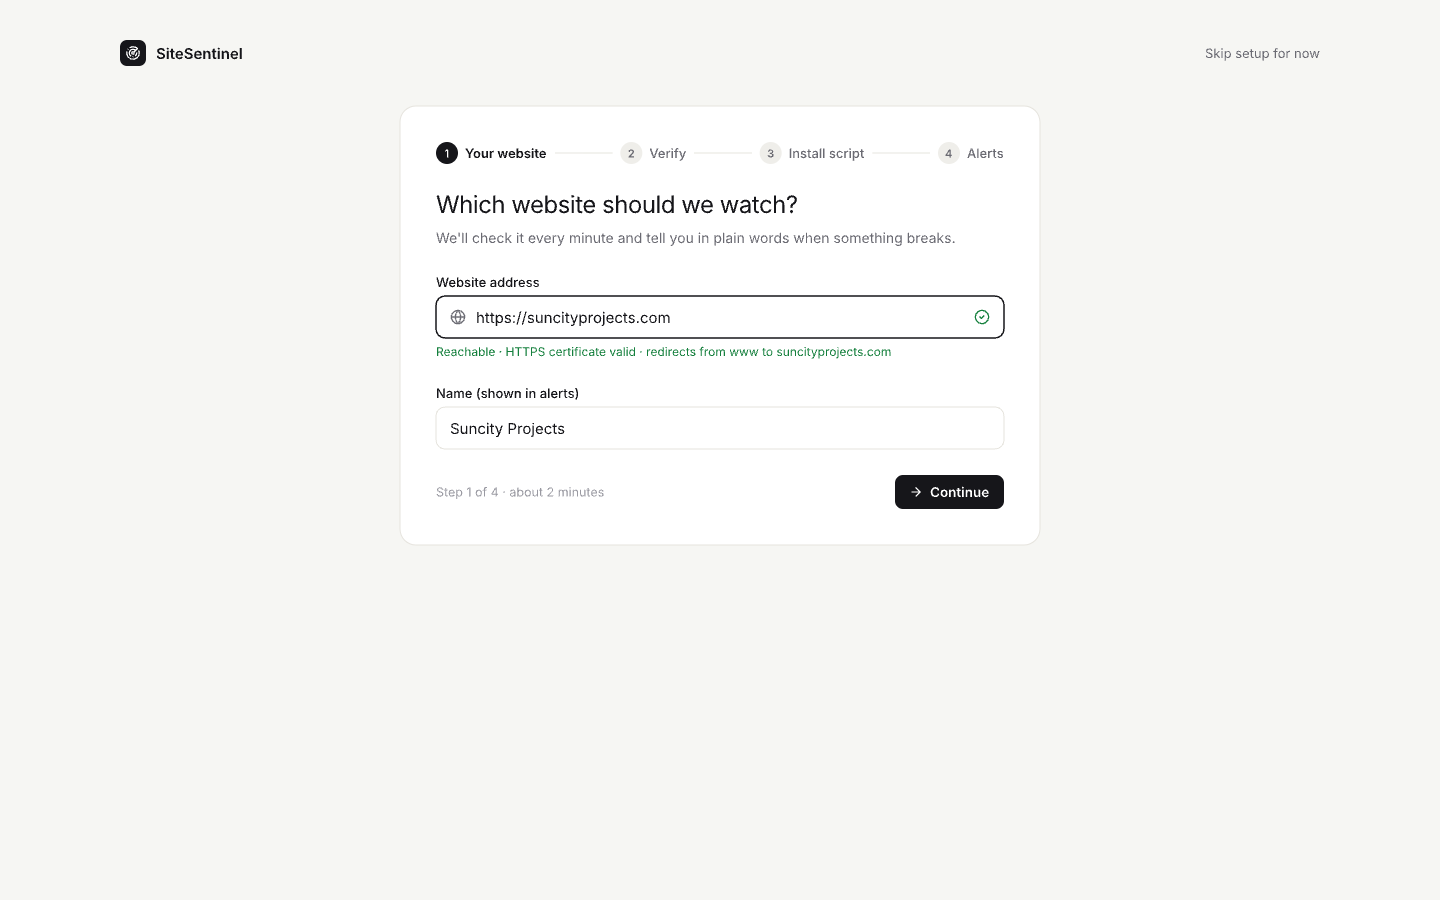 SiteSentinel
Skip setup for now
1 Your website 2 Verify 3 Install script 4 Alerts
Which website should we watch?
We'll check it every minute and tell you in plain words when something breaks.
Website address
https://suncityprojects.com
Reachable · HTTPS certificate valid · redirects from www to suncityprojects.com
Name (shown in alerts)
Suncity Projects
Step 1 of 4 · about 2 minutes
Continue